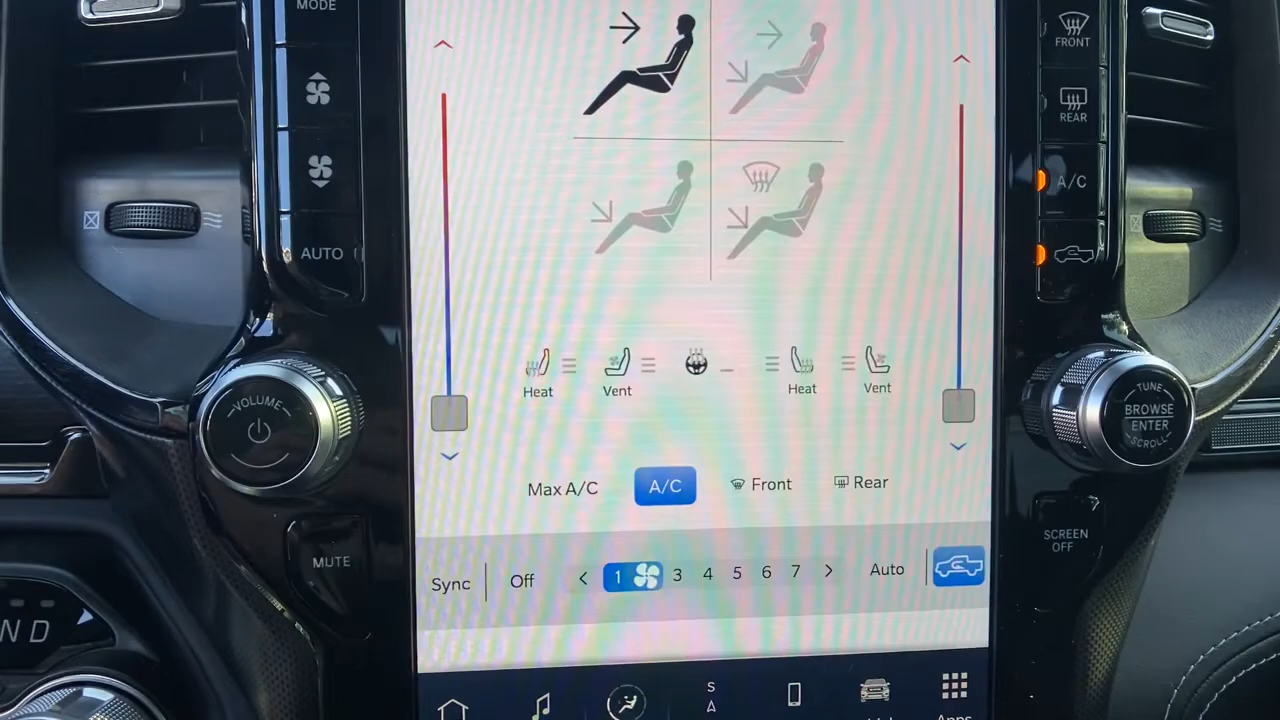 MODE
FRONT
REAR
A/C
AUTO
Heat
Vent
Heat
Vent
VOLUME
TUNE
BROWSE
ENTER
SCROLL
Max A/C
A/C
Front
Rear
SCREEN
OFF
MUTE
Sync
Off
< 1 3 4 5 6 7 >
Auto
N D
S
Apps